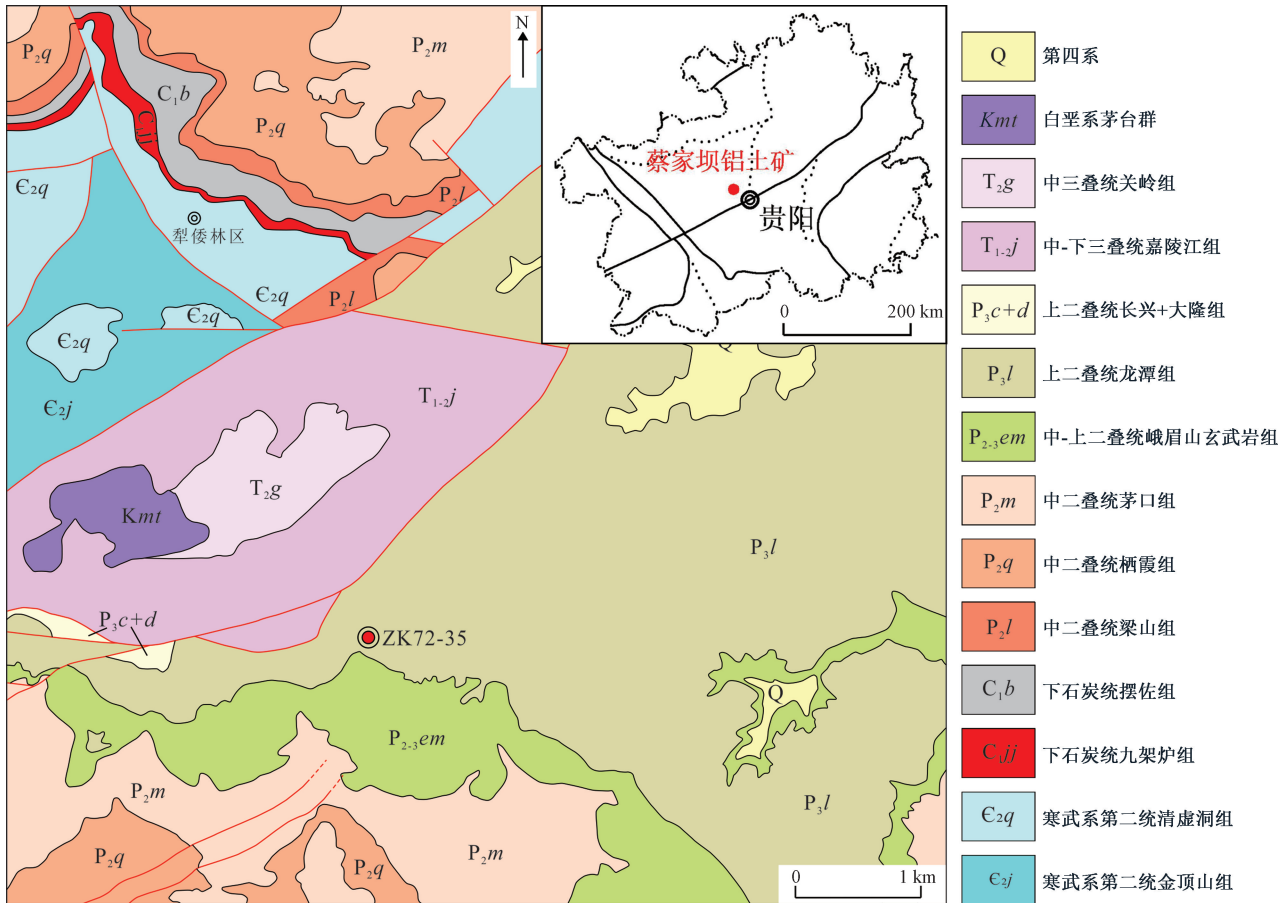 P₂q
P₂m
N
C₁b
C₁jj
P₂q
Є₂q
P₂l
犁倭林区
Є₂q
P₂l
Є₂q
Є₂q
Є₂j
T₁₋₂j
Q
T₂g
Kmt
P₃l
P₃c+d
ZK72-35
Q
P₂₋₃em
P₂m
P₃l
P₂q
P₂q
P₂m
0 1 km
蔡家坝铝土矿
贵阳
0 200 km
Q 第四系
Kmt 白垩系茅台群
T₂g 中三叠统关岭组
T₁₋₂j 中-下三叠统嘉陵江组
P₃c+d 上二叠统长兴+大隆组
P₃l 上二叠统龙潭组
P₂₋₃em 中-上二叠统峨眉山玄武岩组
P₂m 中二叠统茅口组
P₂q 中二叠统栖霞组
P₂l 中二叠统梁山组
C₁b 下石炭统摆佐组
C₁jj 下石炭统九架炉组
Є₂q 寒武系第二统清虚洞组
Є₂j 寒武系第二统金顶山组